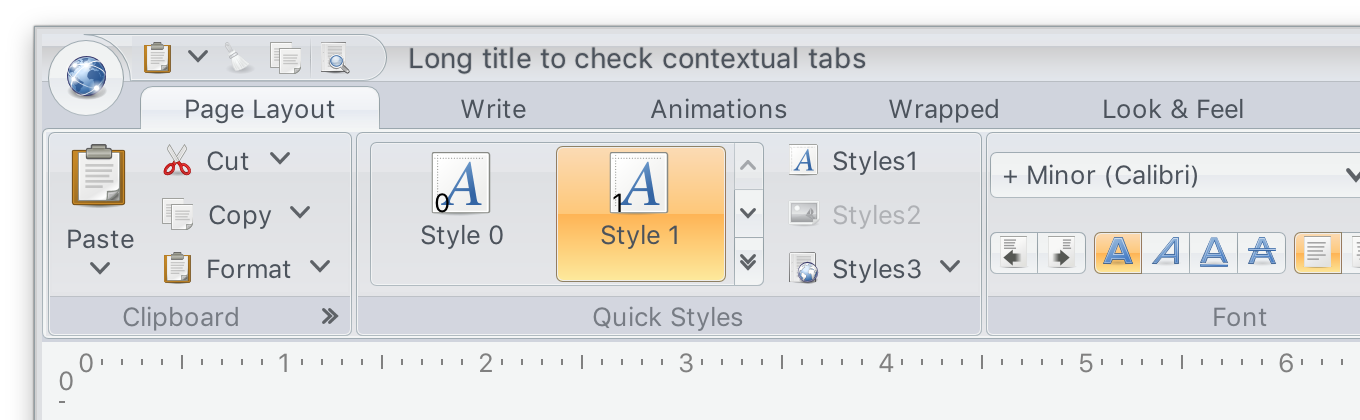 Long title to check contextual tabs
Page Layout Write Animations Wrapped Look & Feel
Paste
Cut
Copy
Format
Clipboard
0
Style 0
1
Style 1
Styles1
Styles2
Styles3
Quick Styles
+ Minor (Calibri)
A A A A
Font
0 1 2 3 4 5 6
0